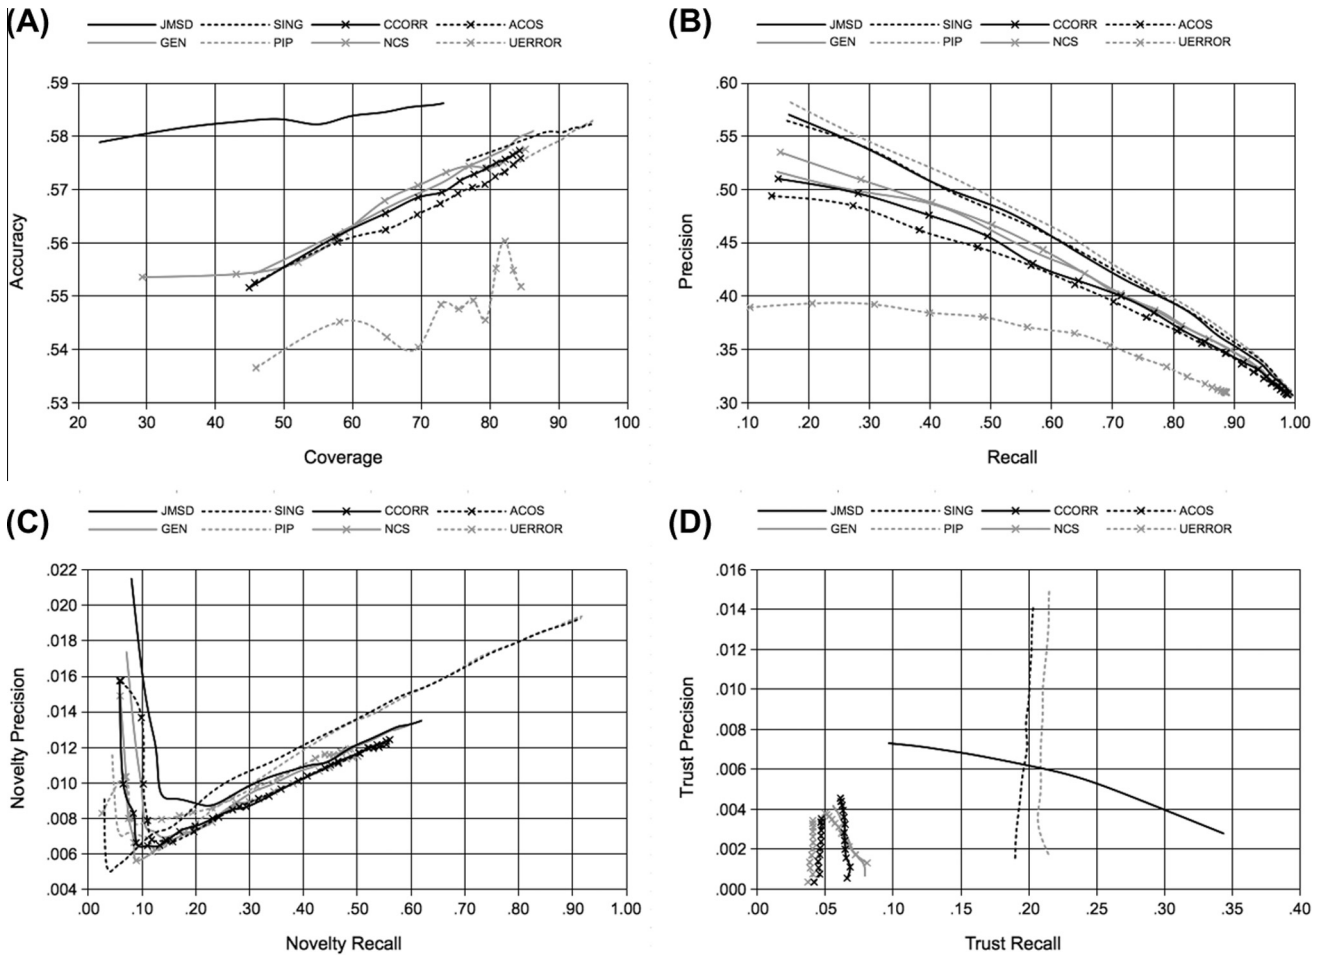 (A)
JMSD SING CCORR ACOS
GEN PIP NCS UERROR
.59
.58
.57
.56
.55
.54
.53
Accuracy
20 30 40 50 60 70 80 90 100
Coverage
(B)
JMSD SING CCORR ACOS
GEN PIP NCS UERROR
.60
.55
.50
.45
.40
.35
.30
Precision
.10 .20 .30 .40 .50 .60 .70 .80 .90 1.00
Recall
(C)
JMSD SING CCORR ACOS
GEN PIP NCS UERROR
.022
.020
.018
.016
.014
.012
.010
.008
.006
.004
Novelty Precision
.00 .10 .20 .30 .40 .50 .60 .70 .80 .90 1.00
Novelty Recall
(D)
JMSD SING CCORR ACOS
GEN PIP NCS UERROR
.016
.014
.012
.010
.008
.006
.004
.002
.000
Trust Precision
.00 .05 .10 .15 .20 .25 .30 .35 .40
Trust Recall